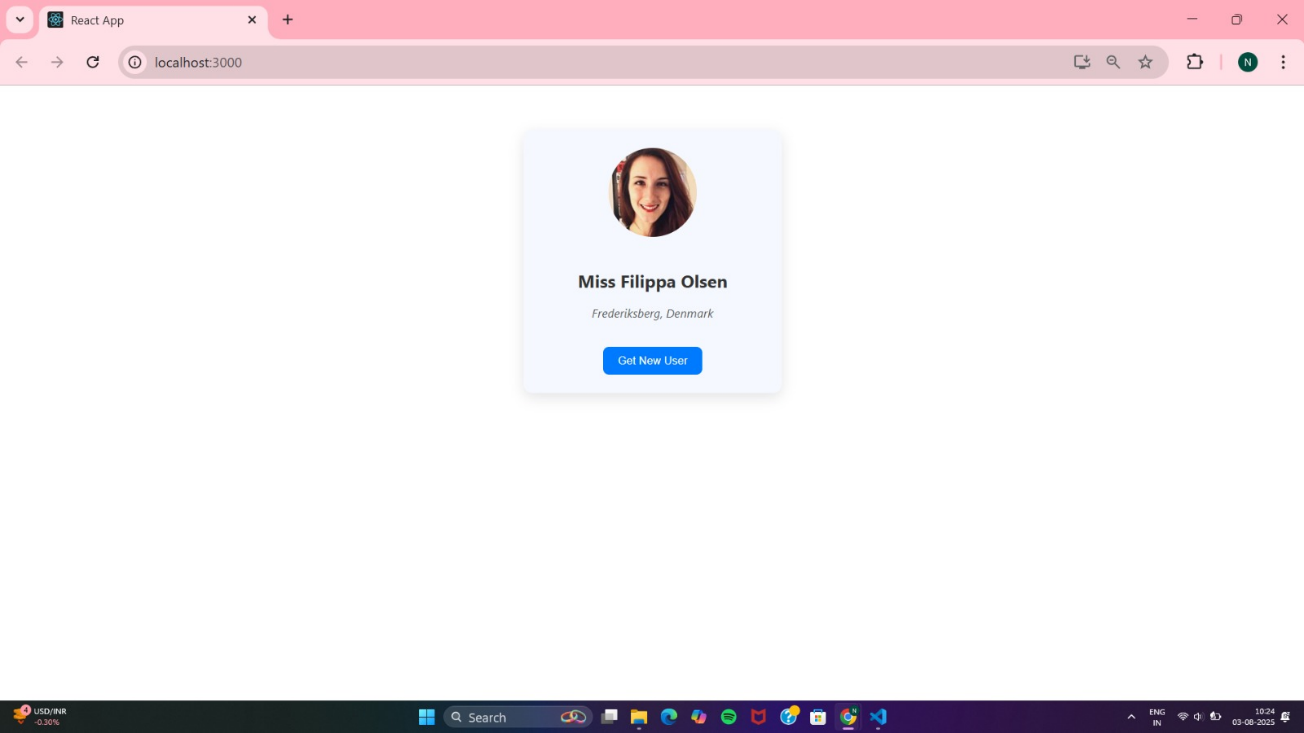 React App
localhost:3000
N
Miss Filippa Olsen
Frederiksberg, Denmark
Get New User
4
USD/INR
-0.30%
Search
N
ENG
IN
10:24
03-08-2025